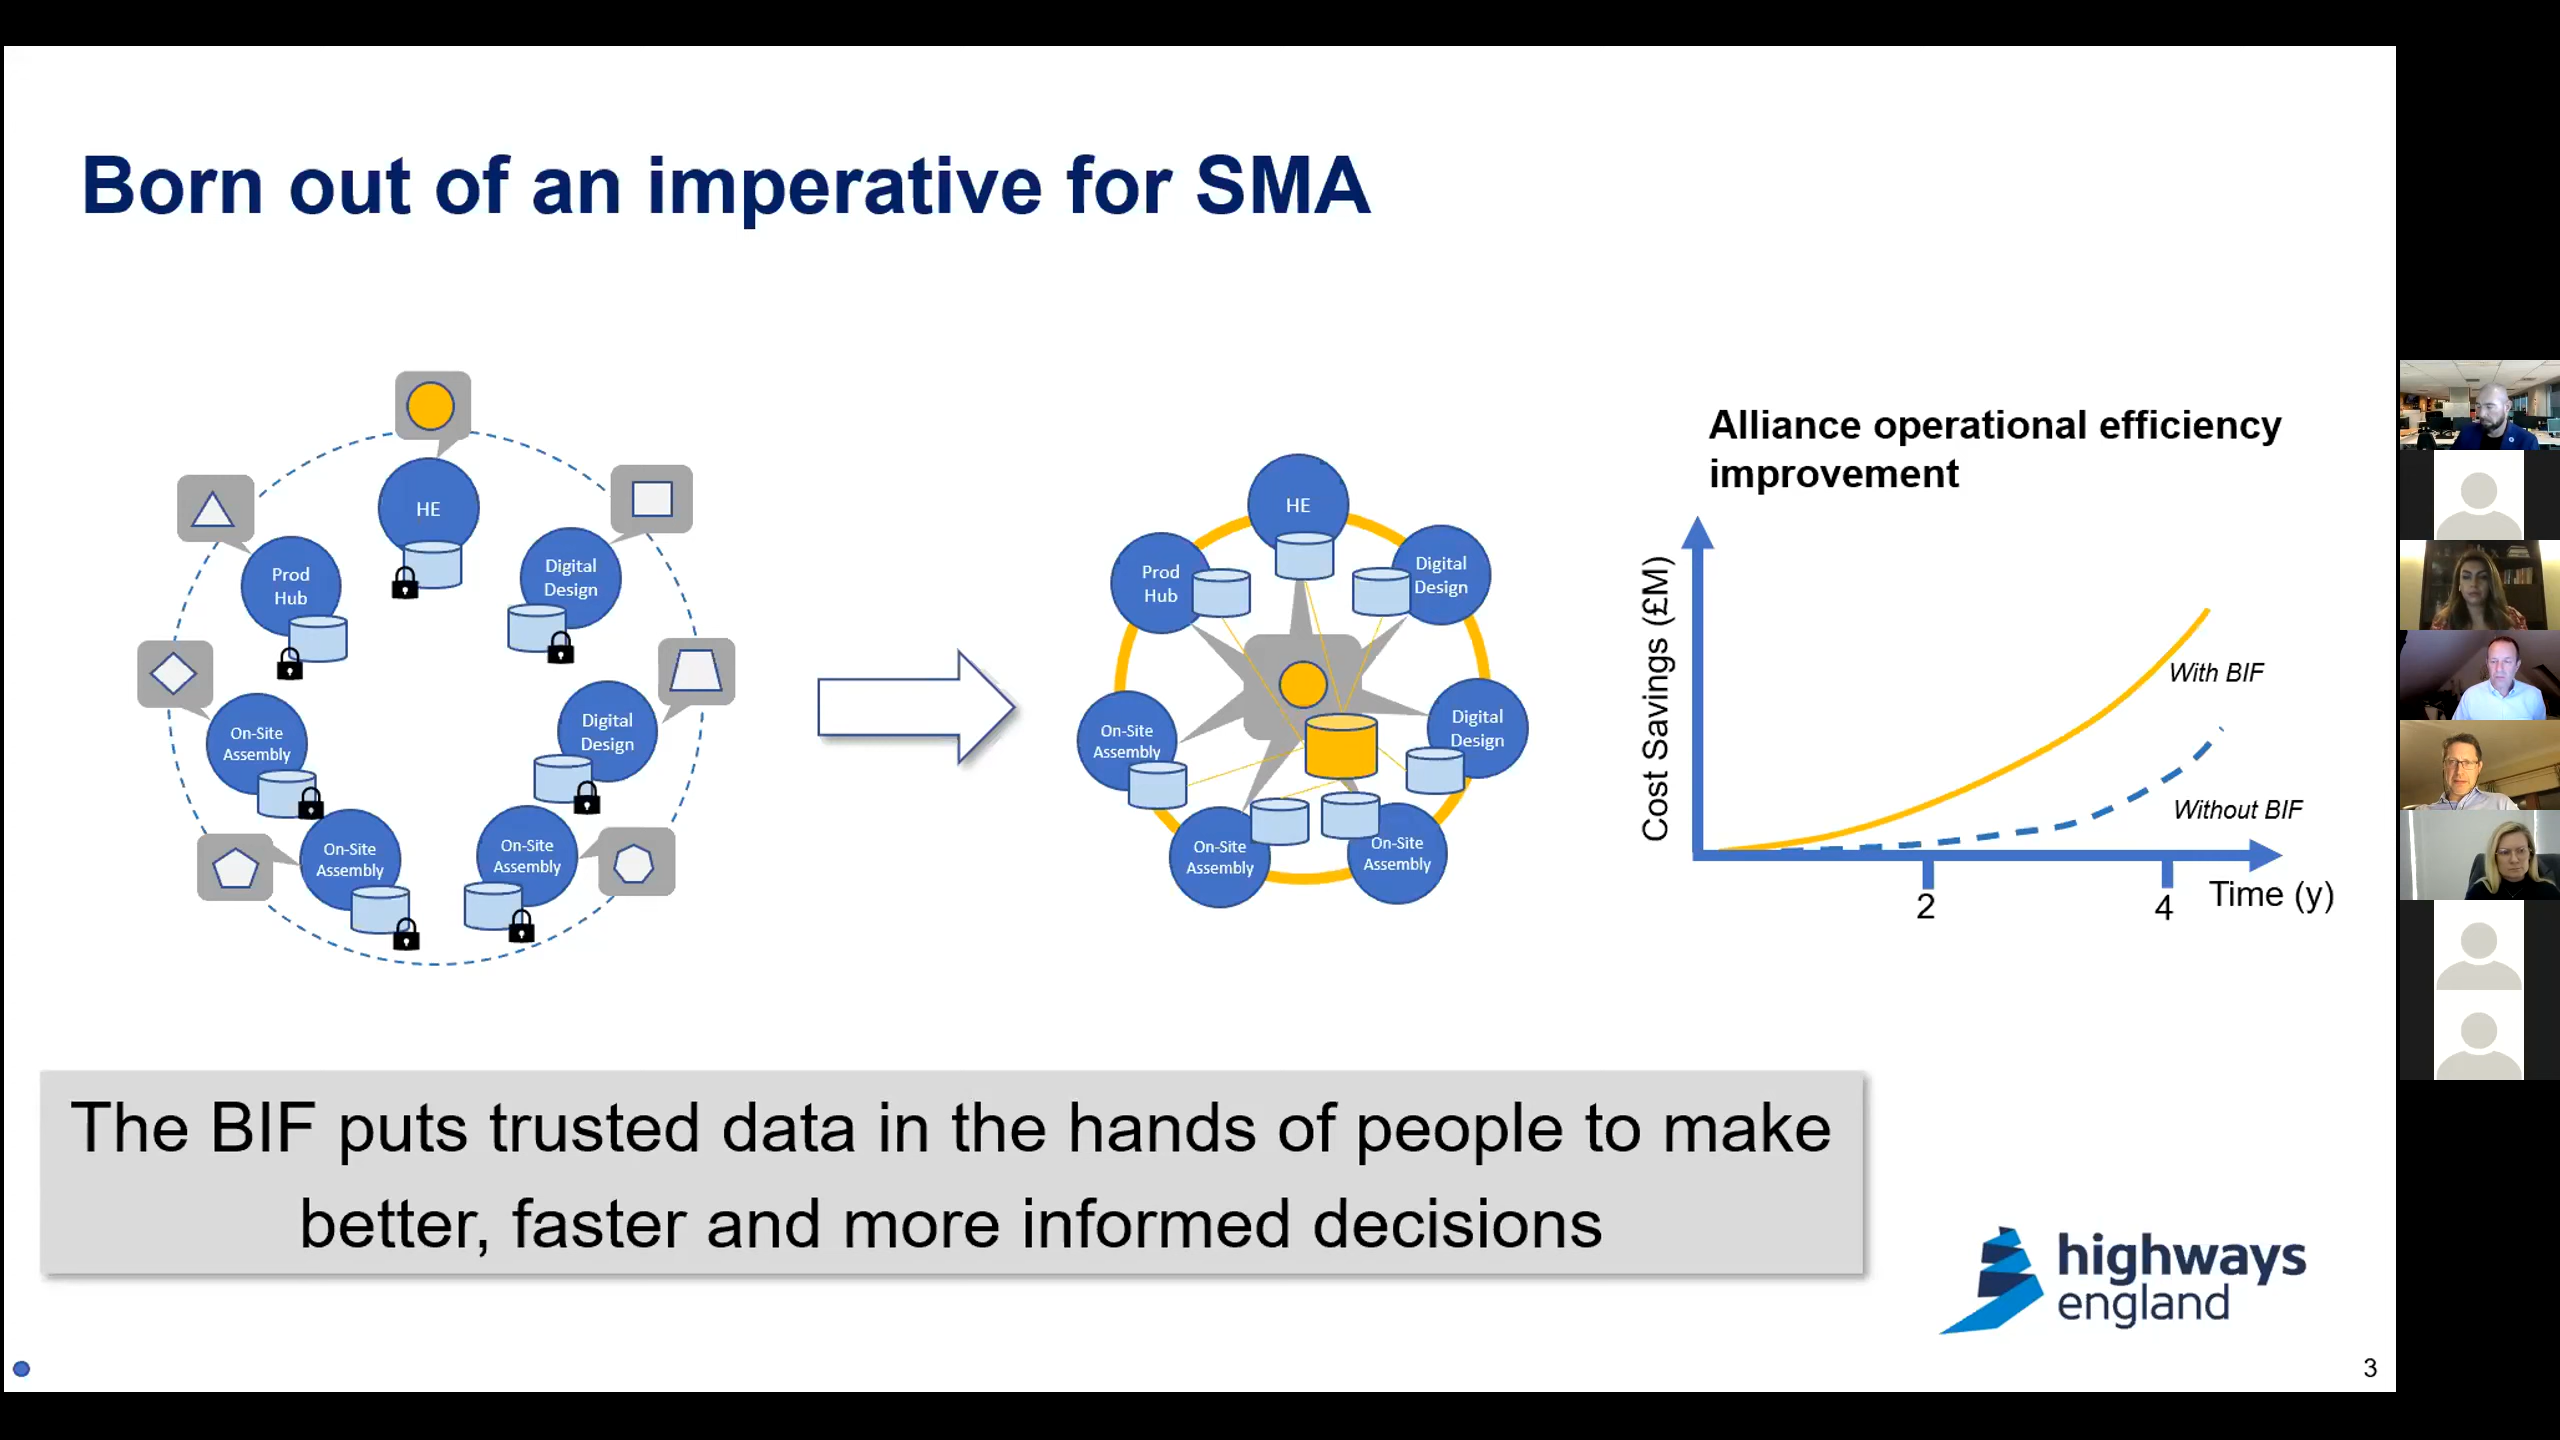 Born out of an imperative for SMA
HE
Prod
Hub
Digital
Design
On-Site
Assembly
Digital
Design
On-Site
Assembly
On-Site
Assembly
HE
Prod
Hub
Digital
Design
On-Site
Assembly
Digital
Design
On-Site
Assembly
On-Site
Assembly
Alliance operational efficiency
improvement
Cost Savings (£M)
With BIF
Without BIF
2
4
Time (y)
The BIF puts trusted data in the hands of people to make
better, faster and more informed decisions
highways
england
3